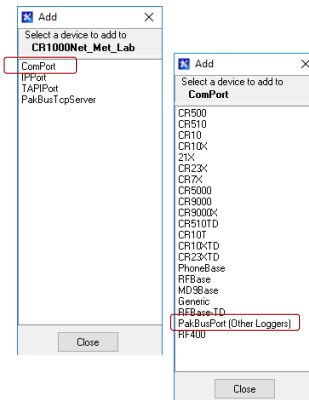 Add
Select a device to add to
CR1000Net_Met_Lab
ComPort
IPPort
TAPIPort
PakBusTcpServer
Close
Add
Select a device to add to
ComPort
CR500
CR510
CR10
CR10X
21X
CR23X
CR7X
CR5000
CR9000
CR9000X
CR510TD
CR10T
CR10XTD
CR23XTD
PhoneBase
RFBase
MD9Base
Generic
RFBase-TD
PakBusPort (Other Loggers)
RF400
Close